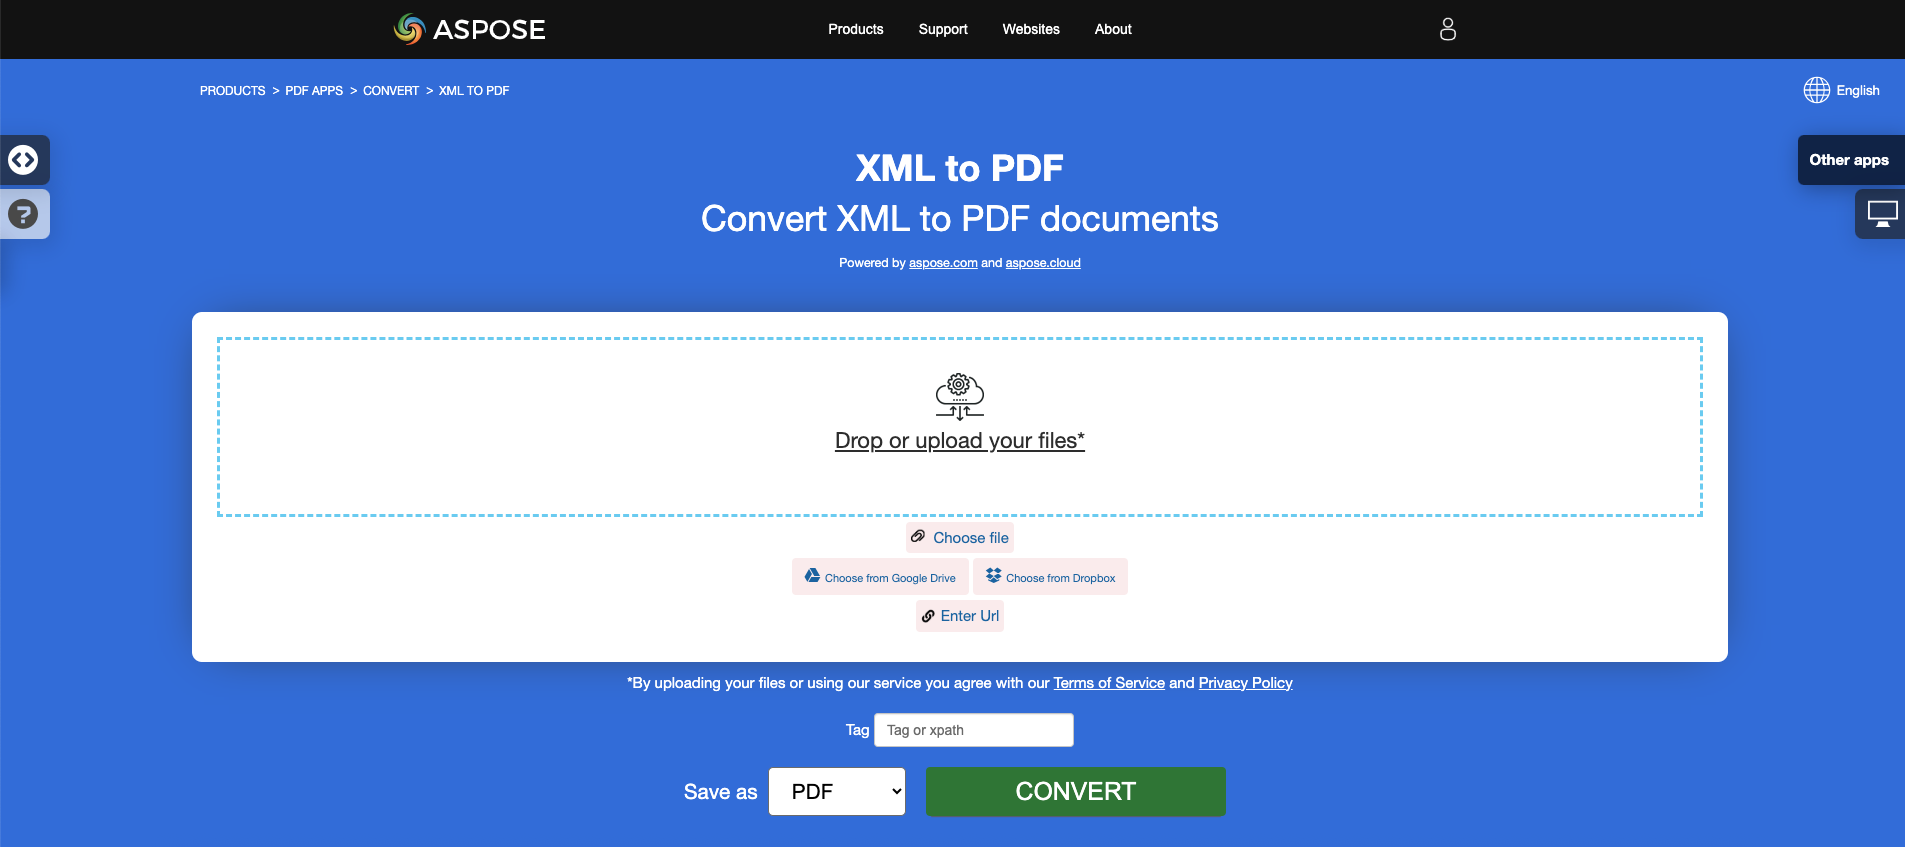 ASPOSE
Products Support Websites About
PRODUCTS > PDF APPS > CONVERT > XML TO PDF
English
Other apps
XML to PDF
Convert XML to PDF documents
Powered by aspose.com and aspose.cloud
Drop or upload your files*
Choose file
Choose from Google Drive Choose from Dropbox
Enter Url
*By uploading your files or using our service you agree with our Terms of Service and Privacy Policy
Tag Tag or xpath
Save as PDF CONVERT